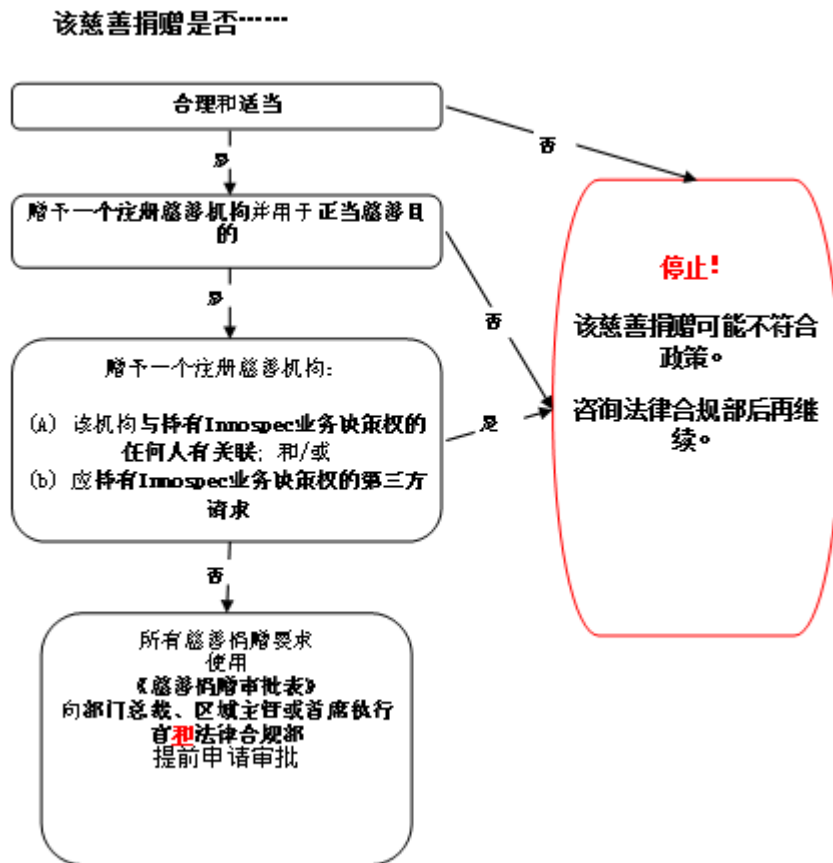 该慈善捐赠是否……
合理和适当
否
是
赠予一个注册慈善机构并用于正当慈善目
的
是
否
停止！
该慈善捐赠可能不符合
政策。
咨询法律合规部后再继
续。
赠予一个注册慈善机构：
(A) 该机构与持有Innospec业务决策权的
任何人有关联；和/或
(b) 应持有Innospec业务决策权的第三方
请求
是
否
所有慈善捐赠要求
使用
《慈善捐赠审批表》
向部门总裁、区域主任或首席执行
官和法律合规部
提前申请审批